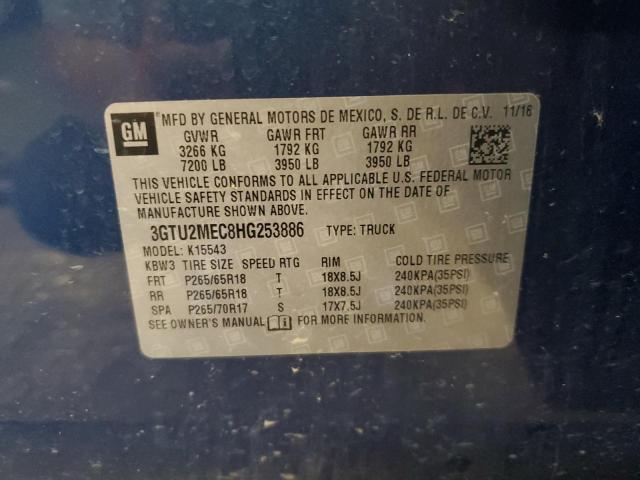 MFD BY GENERAL MOTORS DE MEXICO, S. DE R.L. DE C.V. 11/16
GM
GVWR GAWR FRT GAWR RR
3266 KG 1792 KG 1792 KG
7200 LB 3950 LB 3950 LB
THIS VEHICLE CONFORMS TO ALL APPLICABLE U.S. FEDERAL MOTOR
VEHICLE SAFETY STANDARDS IN EFFECT ON THE DATE OF
MANUFACTURE SHOWN ABOVE.
3GTU2MEC8HG253886 TYPE: TRUCK
MODEL: K15543
KBW3 TIRE SIZE SPEED RTG RIM COLD TIRE PRESSURE
FRT P265/65R18 T 18X8.5J 240KPA(35PSI)
RR P265/65R18 T 18X8.5J 240KPA(35PSI)
SPA P265/70R17 S 17X7.5J 240KPA(35PSI)
SEE OWNER'S MANUAL FOR MORE INFORMATION.